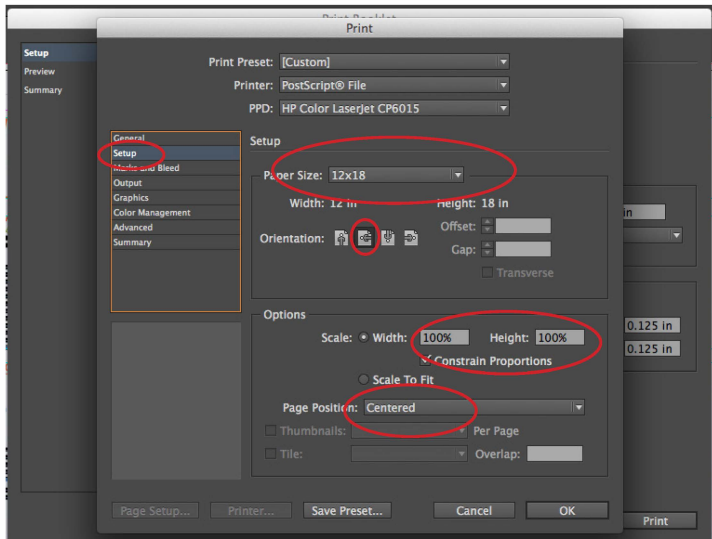 Print Booklet
Print
Setup
Preview
Summary
Print Preset: [Custom]
Printer: PostScript® File
PPD: HP Color LaserJet CP6015
General
Setup
Marks and Bleed
Output
Graphics
Color Management
Advanced
Summary
Setup
Paper Size: 12x18
Width: 12 in Height: 18 in
Orientation:
Offset:
Gap:
Transverse
in
Options
Scale: Width: 100% Height: 100%
Constrain Proportions
Scale To Fit
Page Position: Centered
Thumbnails: Per Page
Tile: Overlap:
0.125 in
0.125 in
Page Setup... Printer... Save Preset... Cancel OK
Print